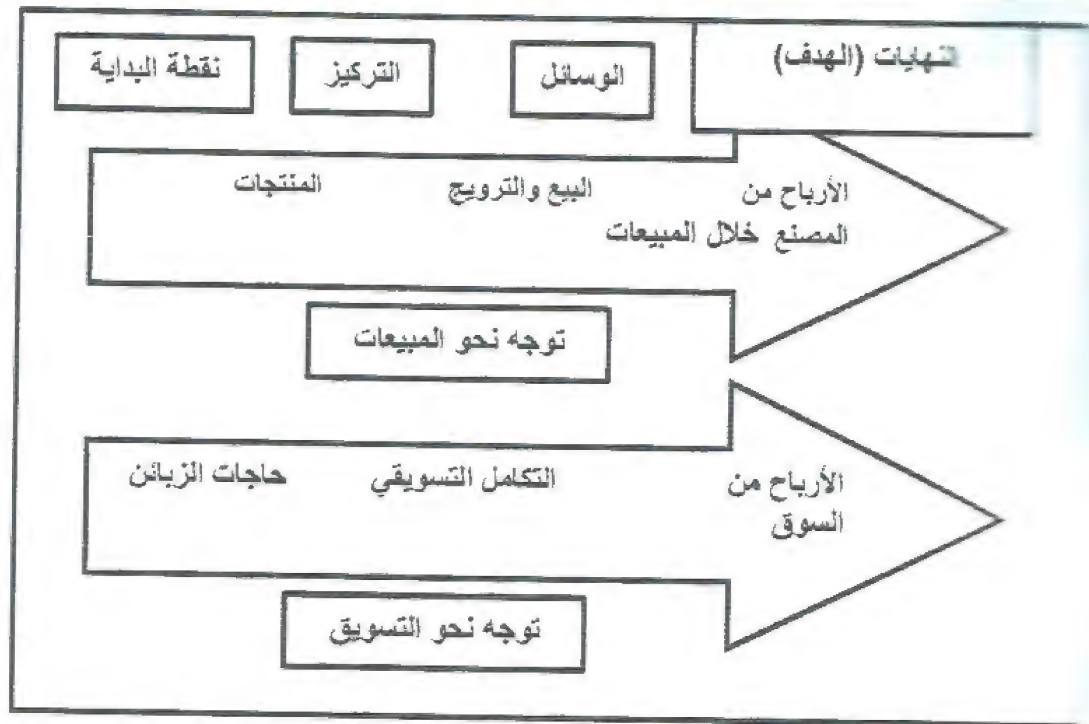 نقطة البداية
التركيز
الوسائل
النهايات (الهدف)
المنتجات
البيع والترويج
الأرباح من
المصنع خلال المبيعات
توجه نحو المبيعات
حاجات الزبائن
التكامل التسويقي
الأرباح من
السوق
توجه نحو التسويق